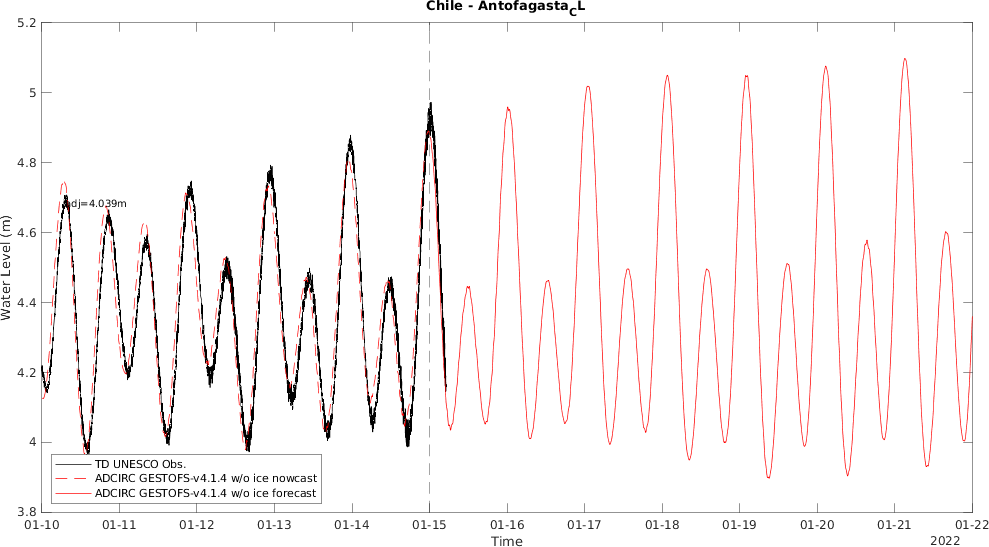 Chile - Antofagasta_CL
5.2
5
4.8
4.6
4.4
4.2
4
3.8
Water Level (m)
adj=4.039m
TD UNESCO Obs.
ADCIRC GESTOFS-v4.1.4 w/o ice nowcast
ADCIRC GESTOFS-v4.1.4 w/o ice forecast
01-10 01-11 01-12 01-13 01-14 01-15 01-16 01-17 01-18 01-19 01-20 01-21 01-22
Time
2022